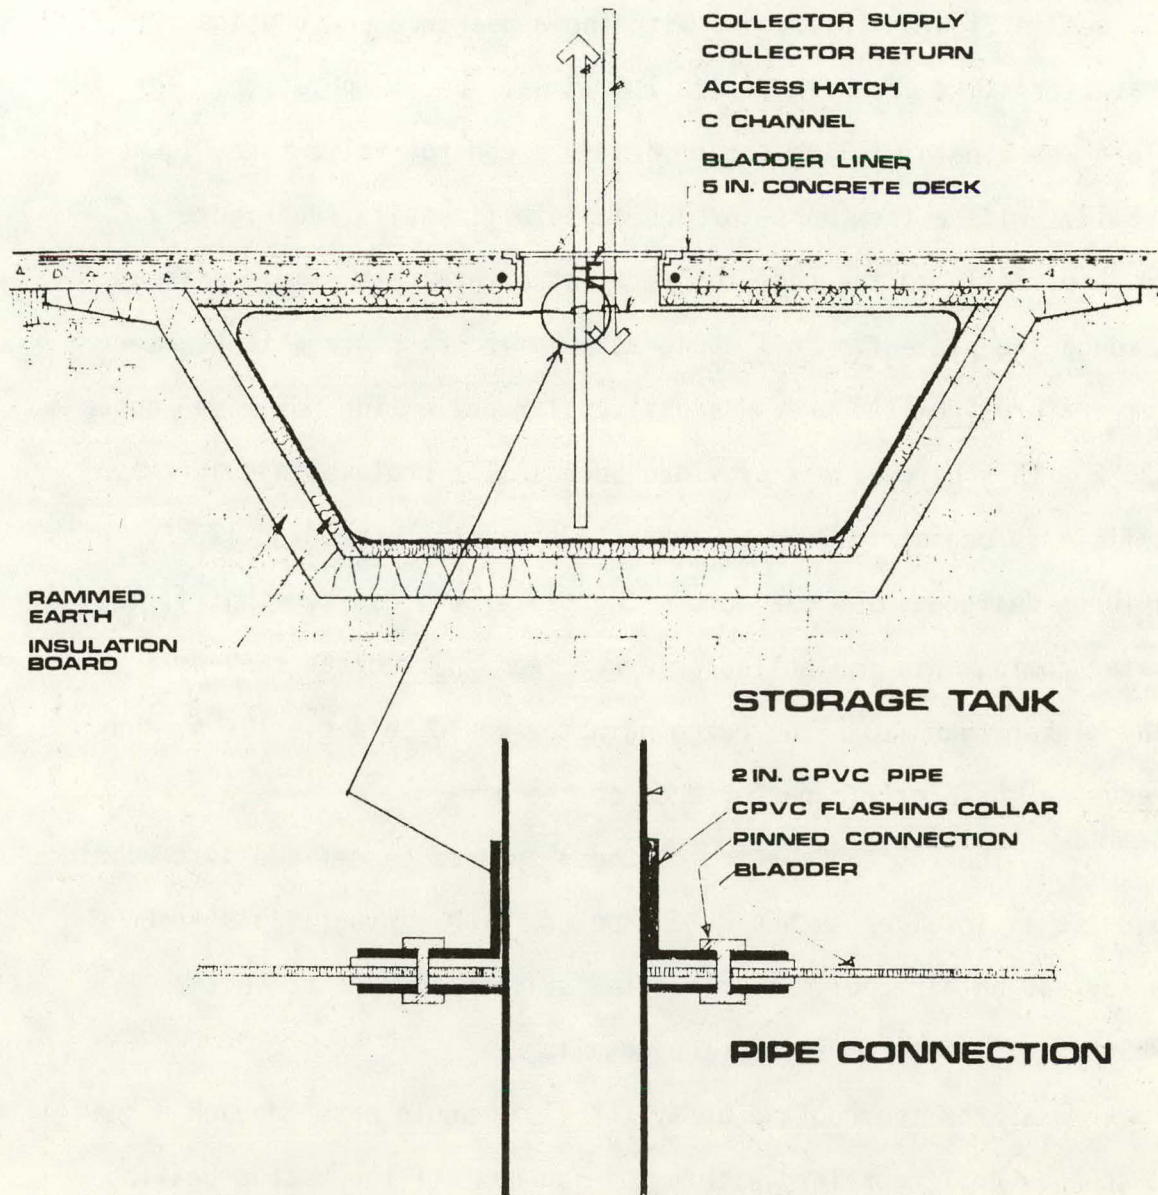 COLLECTOR SUPPLY
COLLECTOR RETURN
ACCESS HATCH
C CHANNEL
BLADDER LINER
5 IN. CONCRETE DECK
RAMMED
EARTH
INSULATION
BOARD
STORAGE TANK
2 IN. CPVC PIPE
CPVC FLASHING COLLAR
PINNED CONNECTION
BLADDER
PIPE CONNECTION